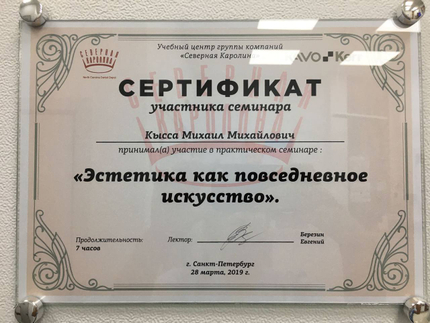 Учебный центр группы компаний
«Северная Каролина»
СЕВЕРНАЯ
КАРОЛИНА
AVO
СЕРТИФИКАТ
участника семинара
Кысса Михаил Михайлович
принимал(а) участие в практическом семинаре :
«Эстетика как повседневное
искусство».
Продолжительность:
7 часов
Лектор:
Березин
Евгений
г. Санкт-Петербург
28 марта, 2019 г.